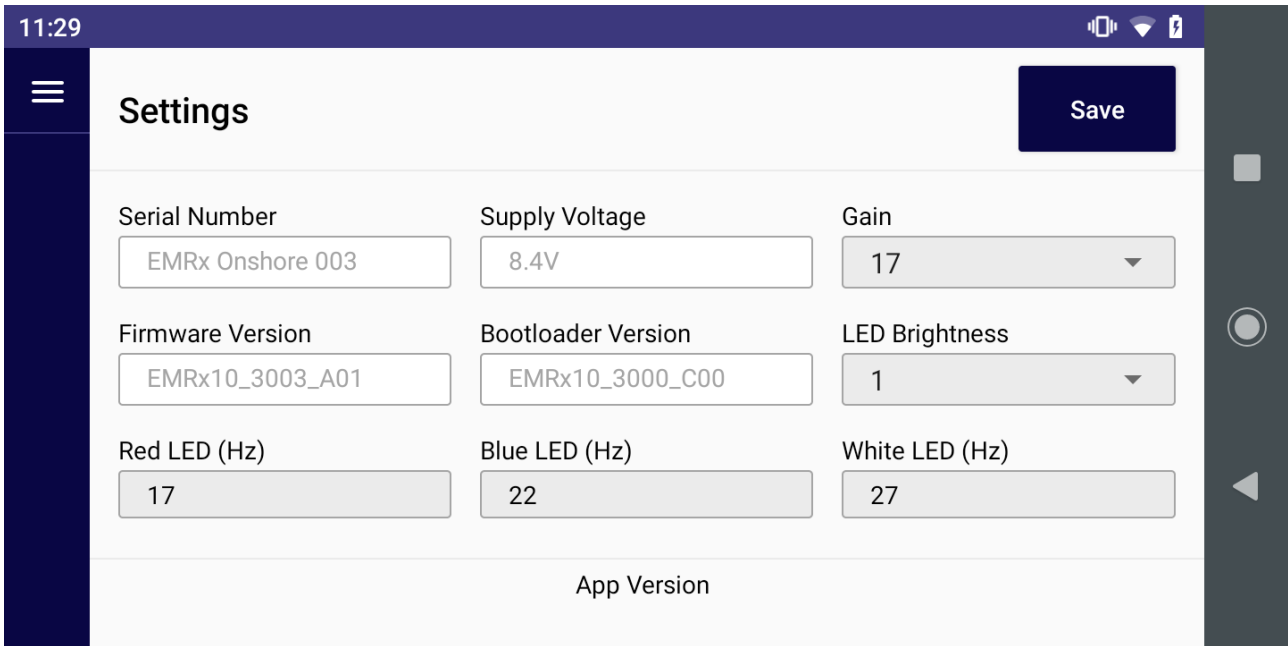 11:29
Settings
Save
Serial Number
Supply Voltage
Gain
EMRx Onshore 003
8.4V
17
Firmware Version
Bootloader Version
LED Brightness
EMRx10_3003_A01
EMRx10_3000_C00
1
Red LED (Hz)
Blue LED (Hz)
White LED (Hz)
17
22
27
App Version